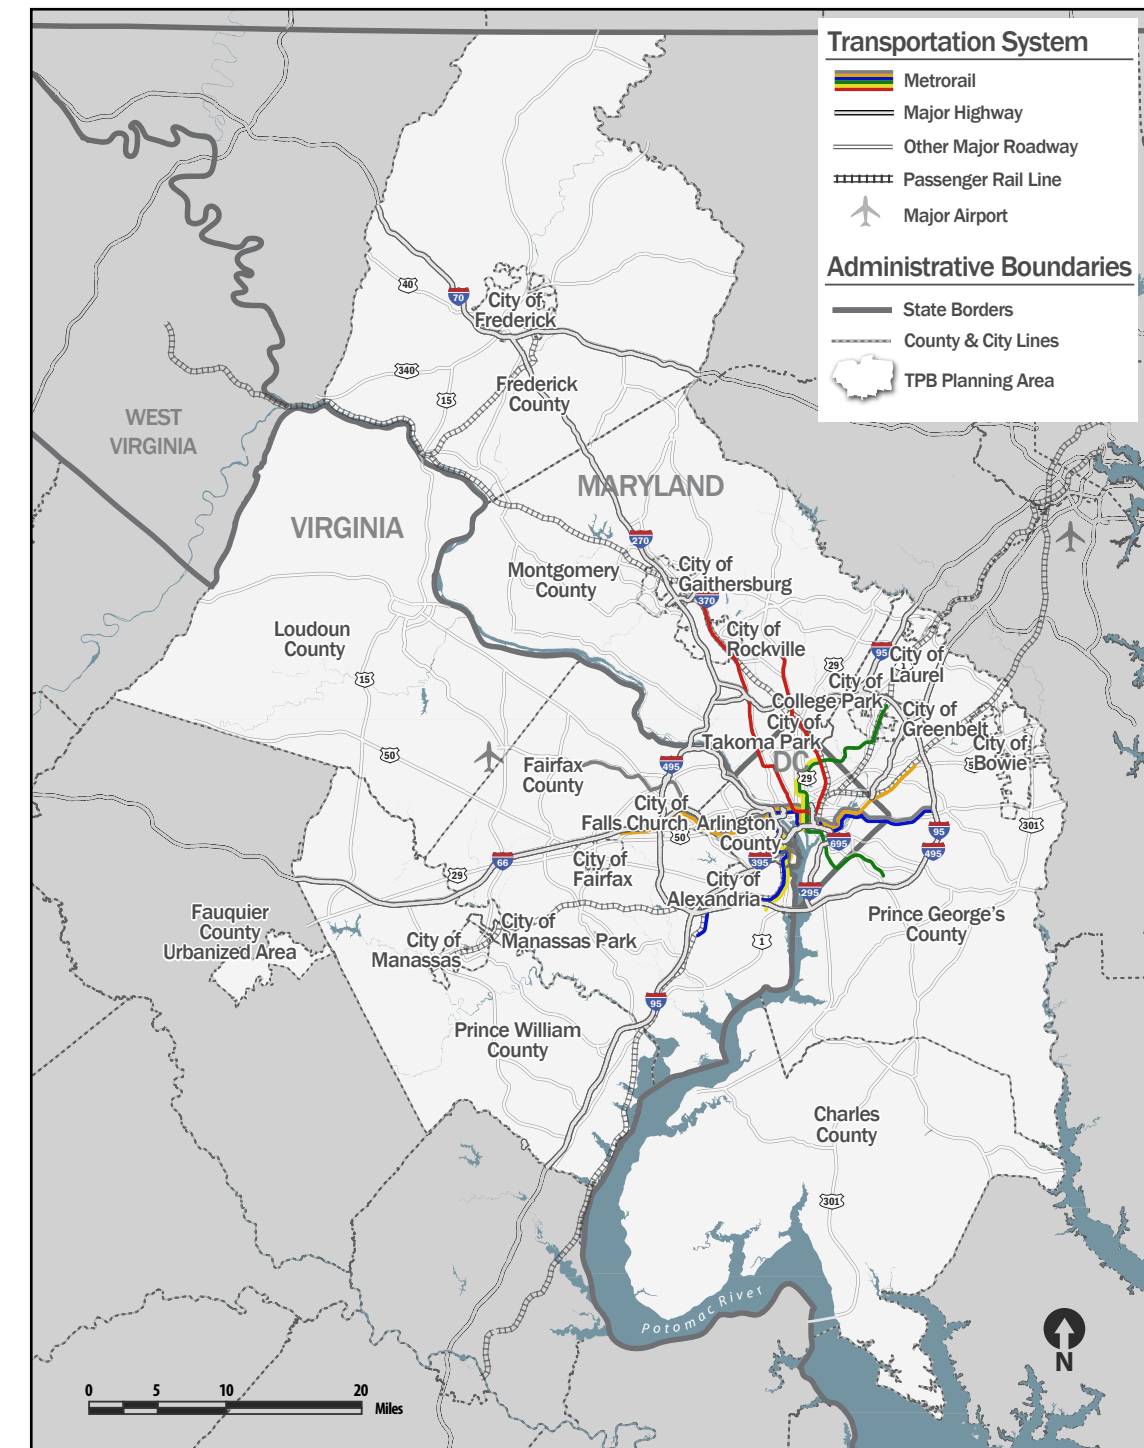 Transportation System
Metrorail
Major Highway
Other Major Roadway
Passenger Rail Line
Major Airport
Administrative Boundaries
State Borders
County & City Lines
TPB Planning Area
40
70
City of
Frederick
340
15
Frederick
County
WEST
VIRGINIA
MARYLAND
VIRGINIA
270
Montgomery
County
City of
Gaithersburg
370
Loudoun
County
City of
Rockville
95
29
1
City of
Laurel
15
City of
College Park
City of
Greenbelt
City of
Takoma Park
City of
Bowie
5
50
495
DC
29
Fairfax
County
City of
Falls Church
Arlington
County
50
301
95
495
695
395
66
29
City of
Fairfax
City of
Alexandria
295
Fauquier
County
Urbanized Area
City of
Manassas Park
City of
Manassas
1
Prince George's
County
95
Prince William
County
Charles
County
301
Potomac River
N
0 5 10 20
Miles